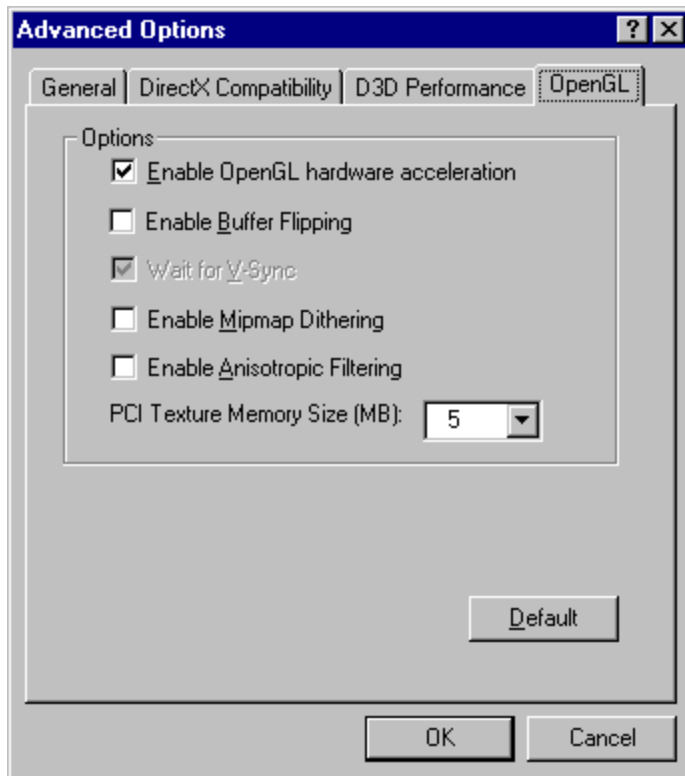 Advanced Options
General DirectX Compatibility D3D Performance OpenGL
Options
Enable OpenGL hardware acceleration
Enable Buffer Flipping
Wait for V-Sync
Enable Mipmap Dithering
Enable Anisotropic Filtering
PCI Texture Memory Size (MB): 5
Default
OK Cancel